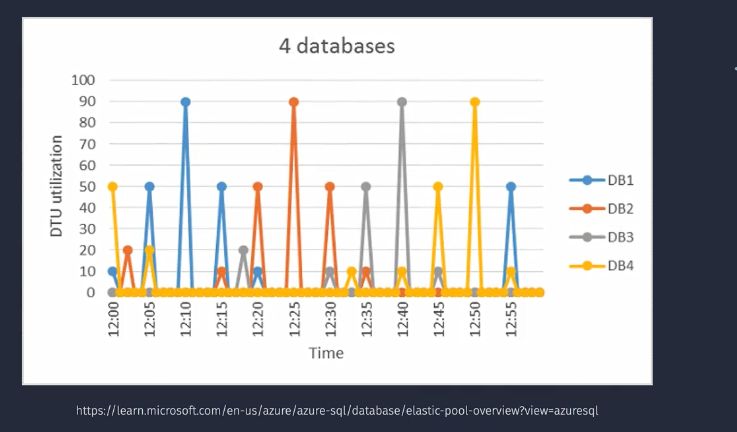 4 databases
100
90
80
70
60
50
40
30
20
10
0
DTU utilization
12:00
12:05
12:10
12:15
12:20
12:25
12:30
12:35
12:40
12:45
12:50
12:55
Time
DB1
DB2
DB3
DB4
https://learn.microsoft.com/en-us/azure/azure-sql/database/elastic-pool-overview?view=azuresql